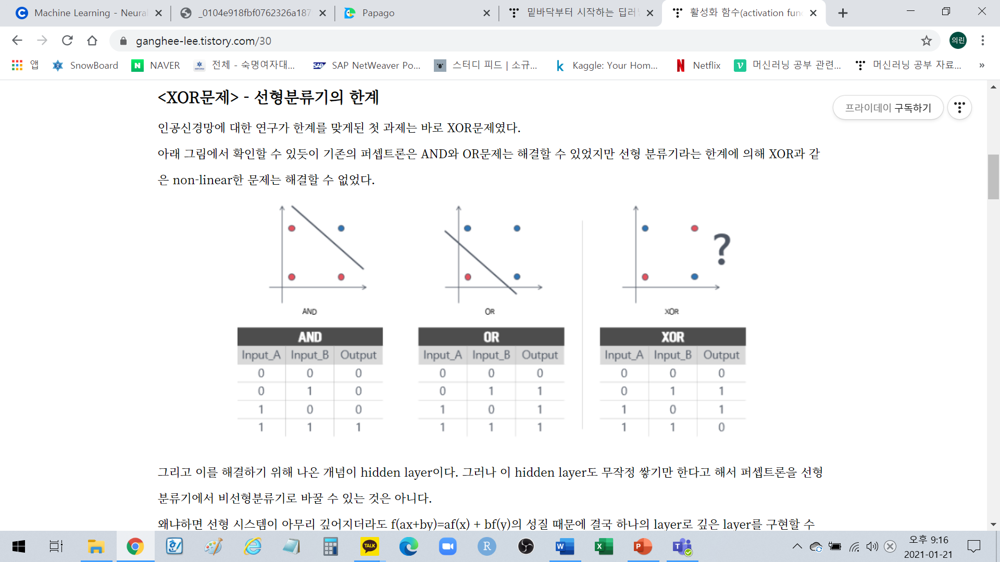 Machine Learning - Neural
_0104e918fbf0762326a187
Papago
밑바닥부터 시작하는 딥러닝
활성화 함수(activation fun
ganghee-lee.tistory.com/30
의린
앱
SnowBoard
NAVER
전체 - 숙명여자대...
SAP NetWeaver Po...
스터디 피드 | 소규...
Kaggle: Your Hom...
Netflix
머신러닝 공부 관련...
머신러닝 공부 자료...
»
<XOR문제> - 선형분류기의 한계
프라이데이 구독하기
인공신경망에 대한 연구가 한계를 맞게된 첫 과제는 바로 XOR문제였다.
아래 그림에서 확인할 수 있듯이 기존의 퍼셉트론은 AND와 OR문제는 해결할 수 있었지만 선형 분류기라는 한계에 의해 XOR과 같
은 non-linear한 문제는 해결할 수 없었다.
?
AND OR XOR
AND OR XOR
Input_A Input_B Output Input_A Input_B Output Input_A Input_B Output
0 0 0 0 0 0 0 0 0
0 1 0 0 1 1 0 1 1
1 0 0 1 0 1 1 0 1
1 1 1 1 1 1 1 1 0
그리고 이를 해결하기 위해 나온 개념이 hidden layer이다. 그러나 이 hidden layer도 무작정 쌓기만 한다고 해서 퍼셉트론을 선형
분류기에서 비선형분류기로 바꿀 수 있는 것은 아니다.
왜냐하면 선형 시스템이 아무리 깊어지더라도 f(ax+by)=af(x) + bf(y)의 성질 때문에 결국 하나의 layer로 깊은 layer를 구현할 수
TALK
오후 9:16
2021-01-21